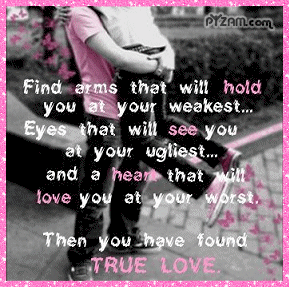 PYZAM.com
Find arms that will hold
you at your weakest...
Eyes that will see you
at your ugliest...
and a heart that will
love you at your worst.
Then you have found
TRUE LOVE.